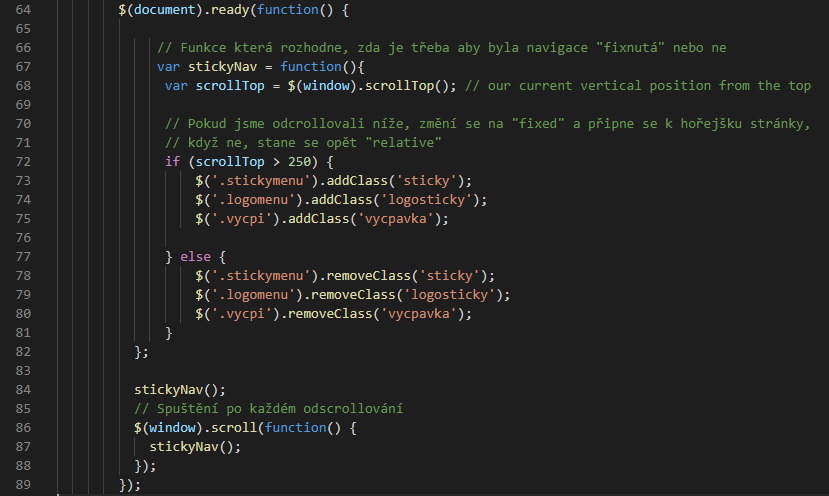 64 $(document).ready(function() {
65
66 // Funkce která rozhodne, zda je třeba aby byla navigace "fixnutá" nebo ne
67 var stickyNav = function(){
68 var scrollTop = $(window).scrollTop(); // our current vertical position from the top
69
70 // Pokud jsme odcrollovali níže, změní se na "fixed" a připne se k hořejšku stránky,
71 // když ne, stane se opět "relative"
72 if (scrollTop > 250) {
73 $('.stickymenu').addClass('sticky');
74 $('.logomenu').addClass('logosticky');
75 $('.vycpi').addClass('vycpavka');
76
77 } else {
78 $('.stickymenu').removeClass('sticky');
79 $('.logomenu').removeClass('logosticky');
80 $('.vycpi').removeClass('vycpavka');
81 }
82 };
83
84 stickyNav();
85 // Spuštění po každém odscrollování
86 $(window).scroll(function() {
87 stickyNav();
88 });
89 });